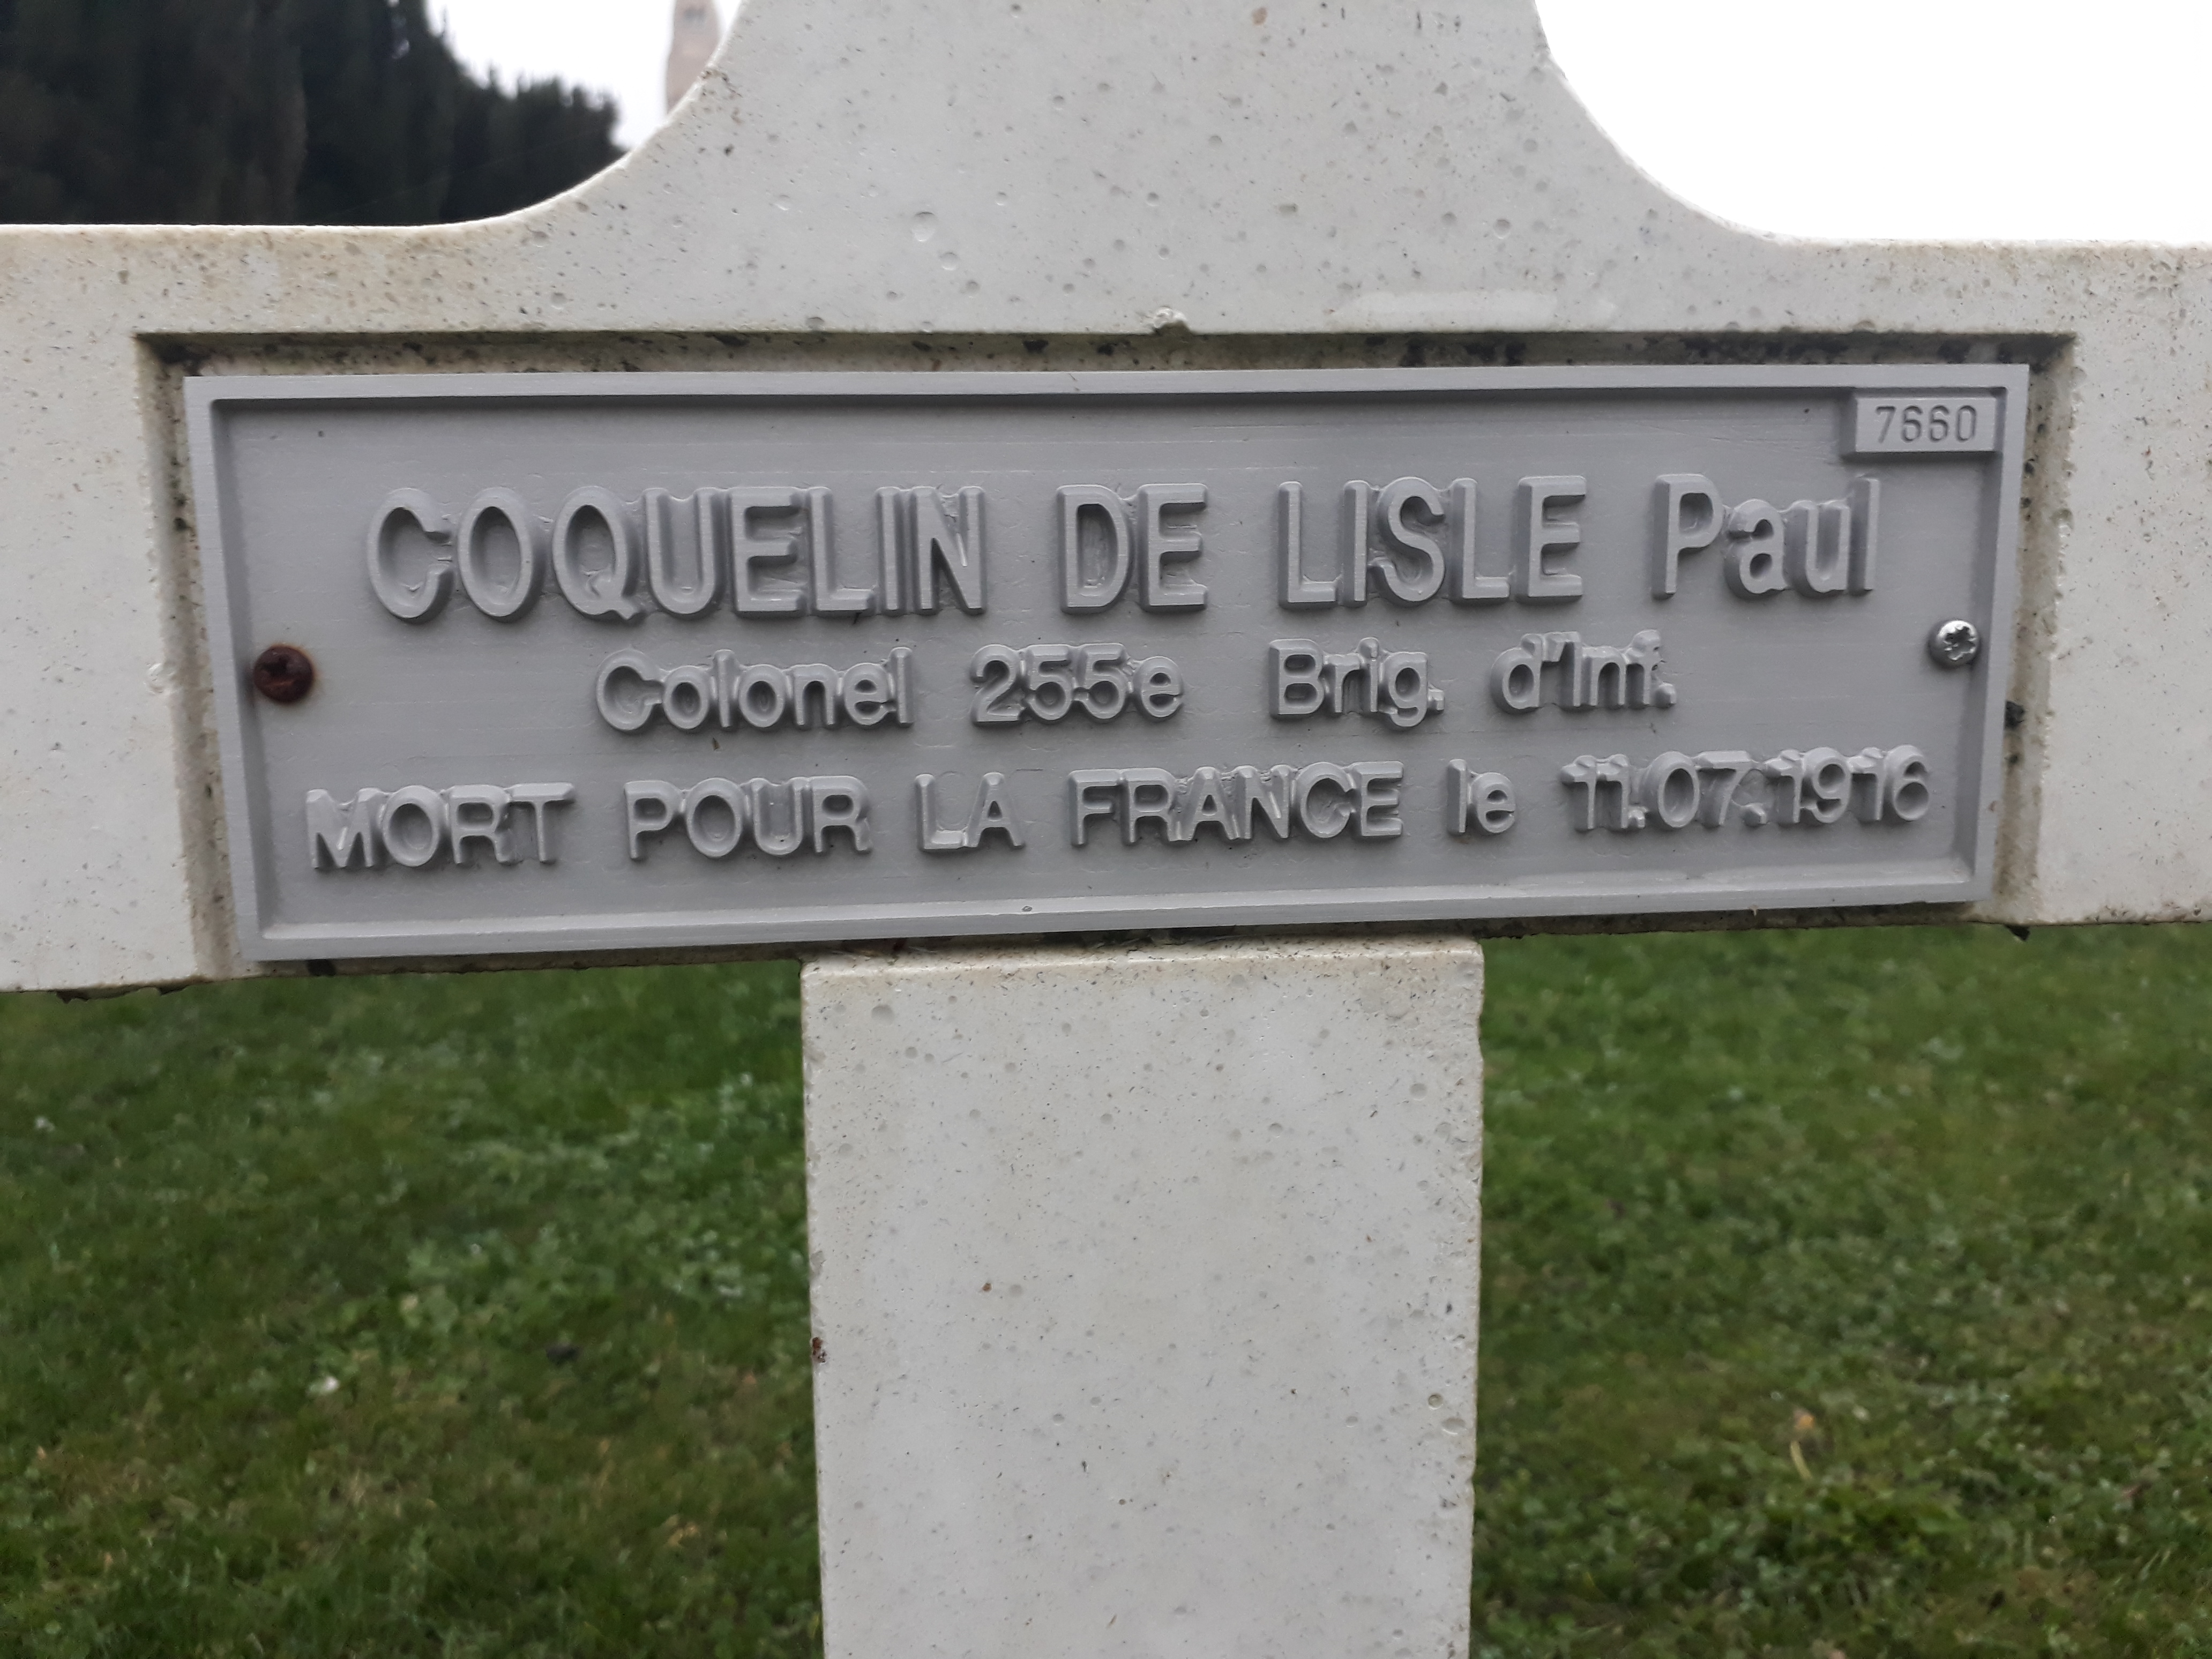 7660
COQUELIN DE LISLE Paul
Colonel 255e Brig. d'Inf.
MORT POUR LA FRANCE le 11.07.1916